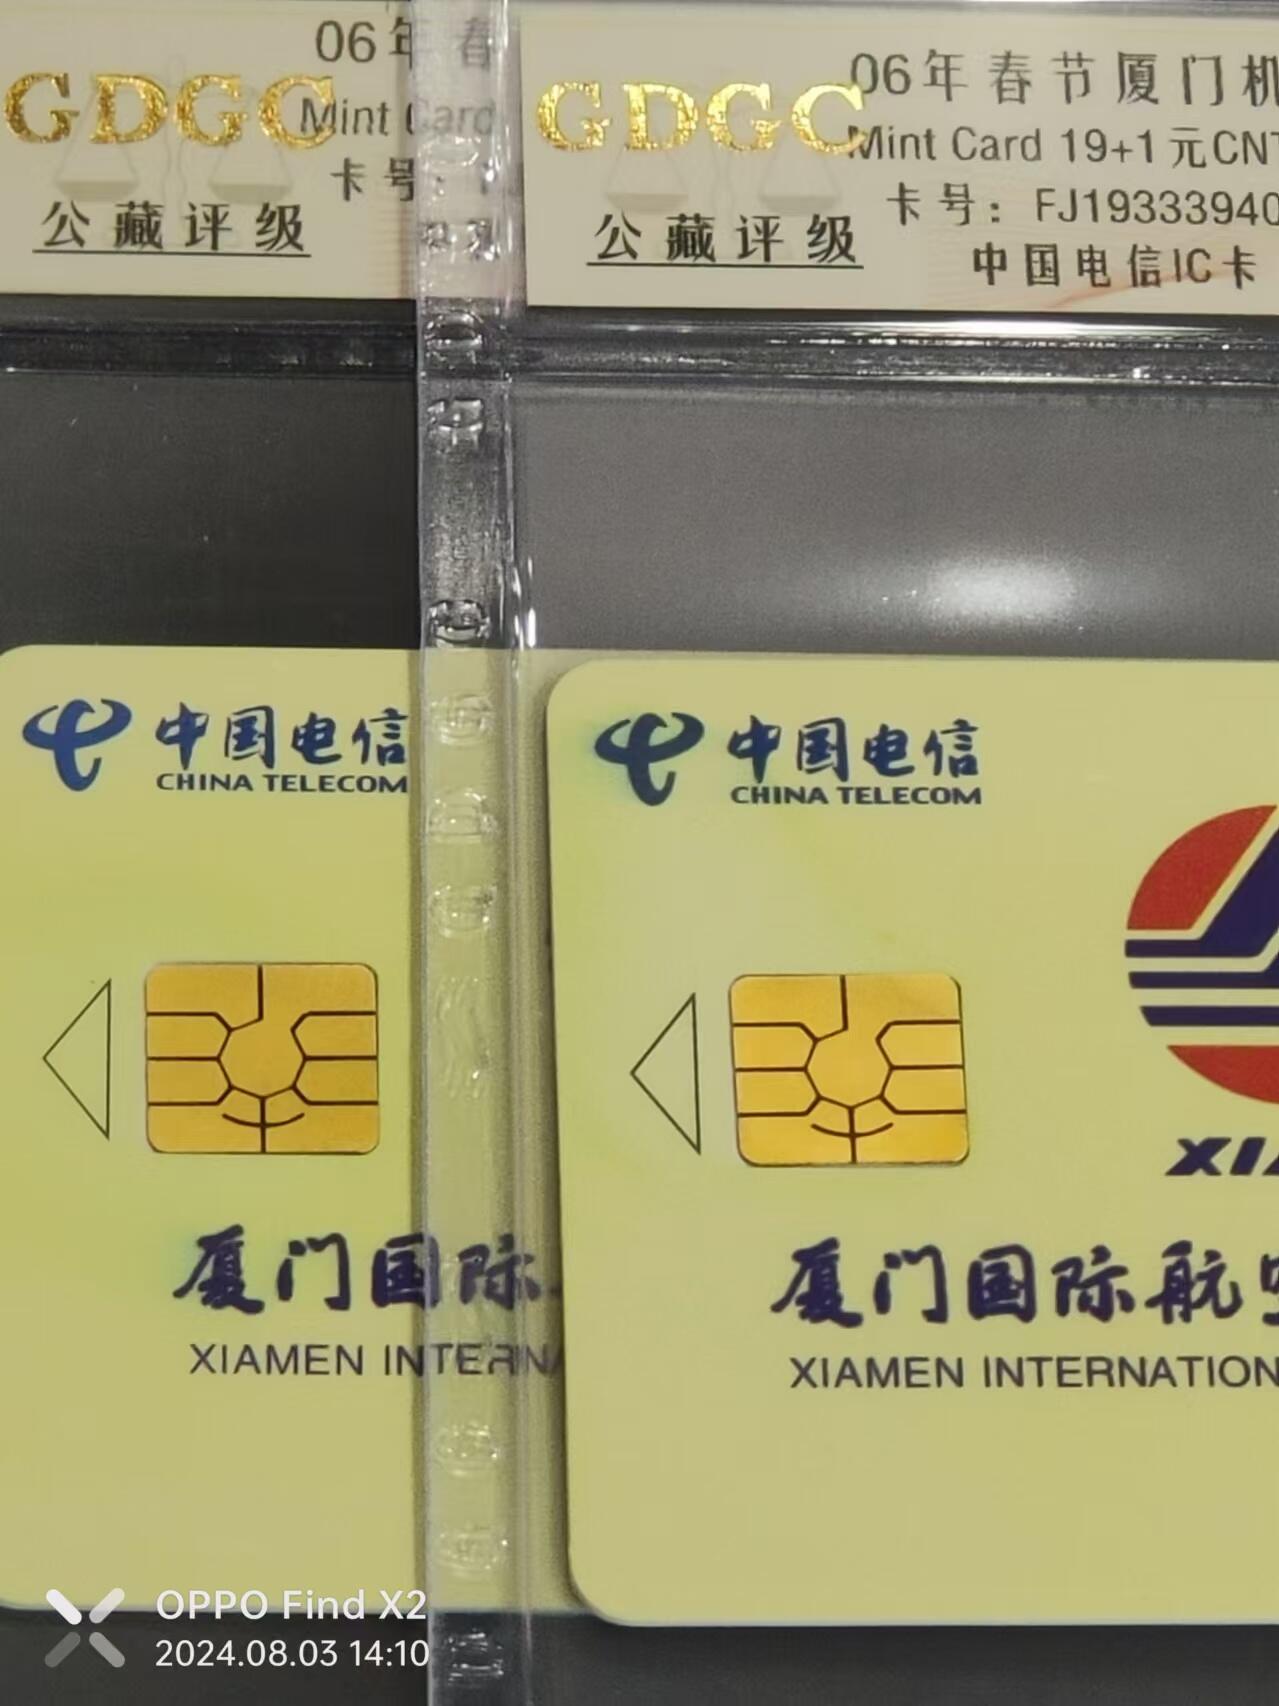 06年 春
GDGC
Mint Card
卡号:
公藏评级
06年春节厦门机
GDGC
Mint Card 19+1元CNT
卡号：FJ19333940
公藏评级
中国电信IC卡
中国电信
CHINA TELECOM
中国电信
CHINA TELECOM
XIA
厦门国际
XIAMEN INTERNA
厦门国际航空
XIAMEN INTERNATION
OPPO Find X2
2024.08.03 14:10